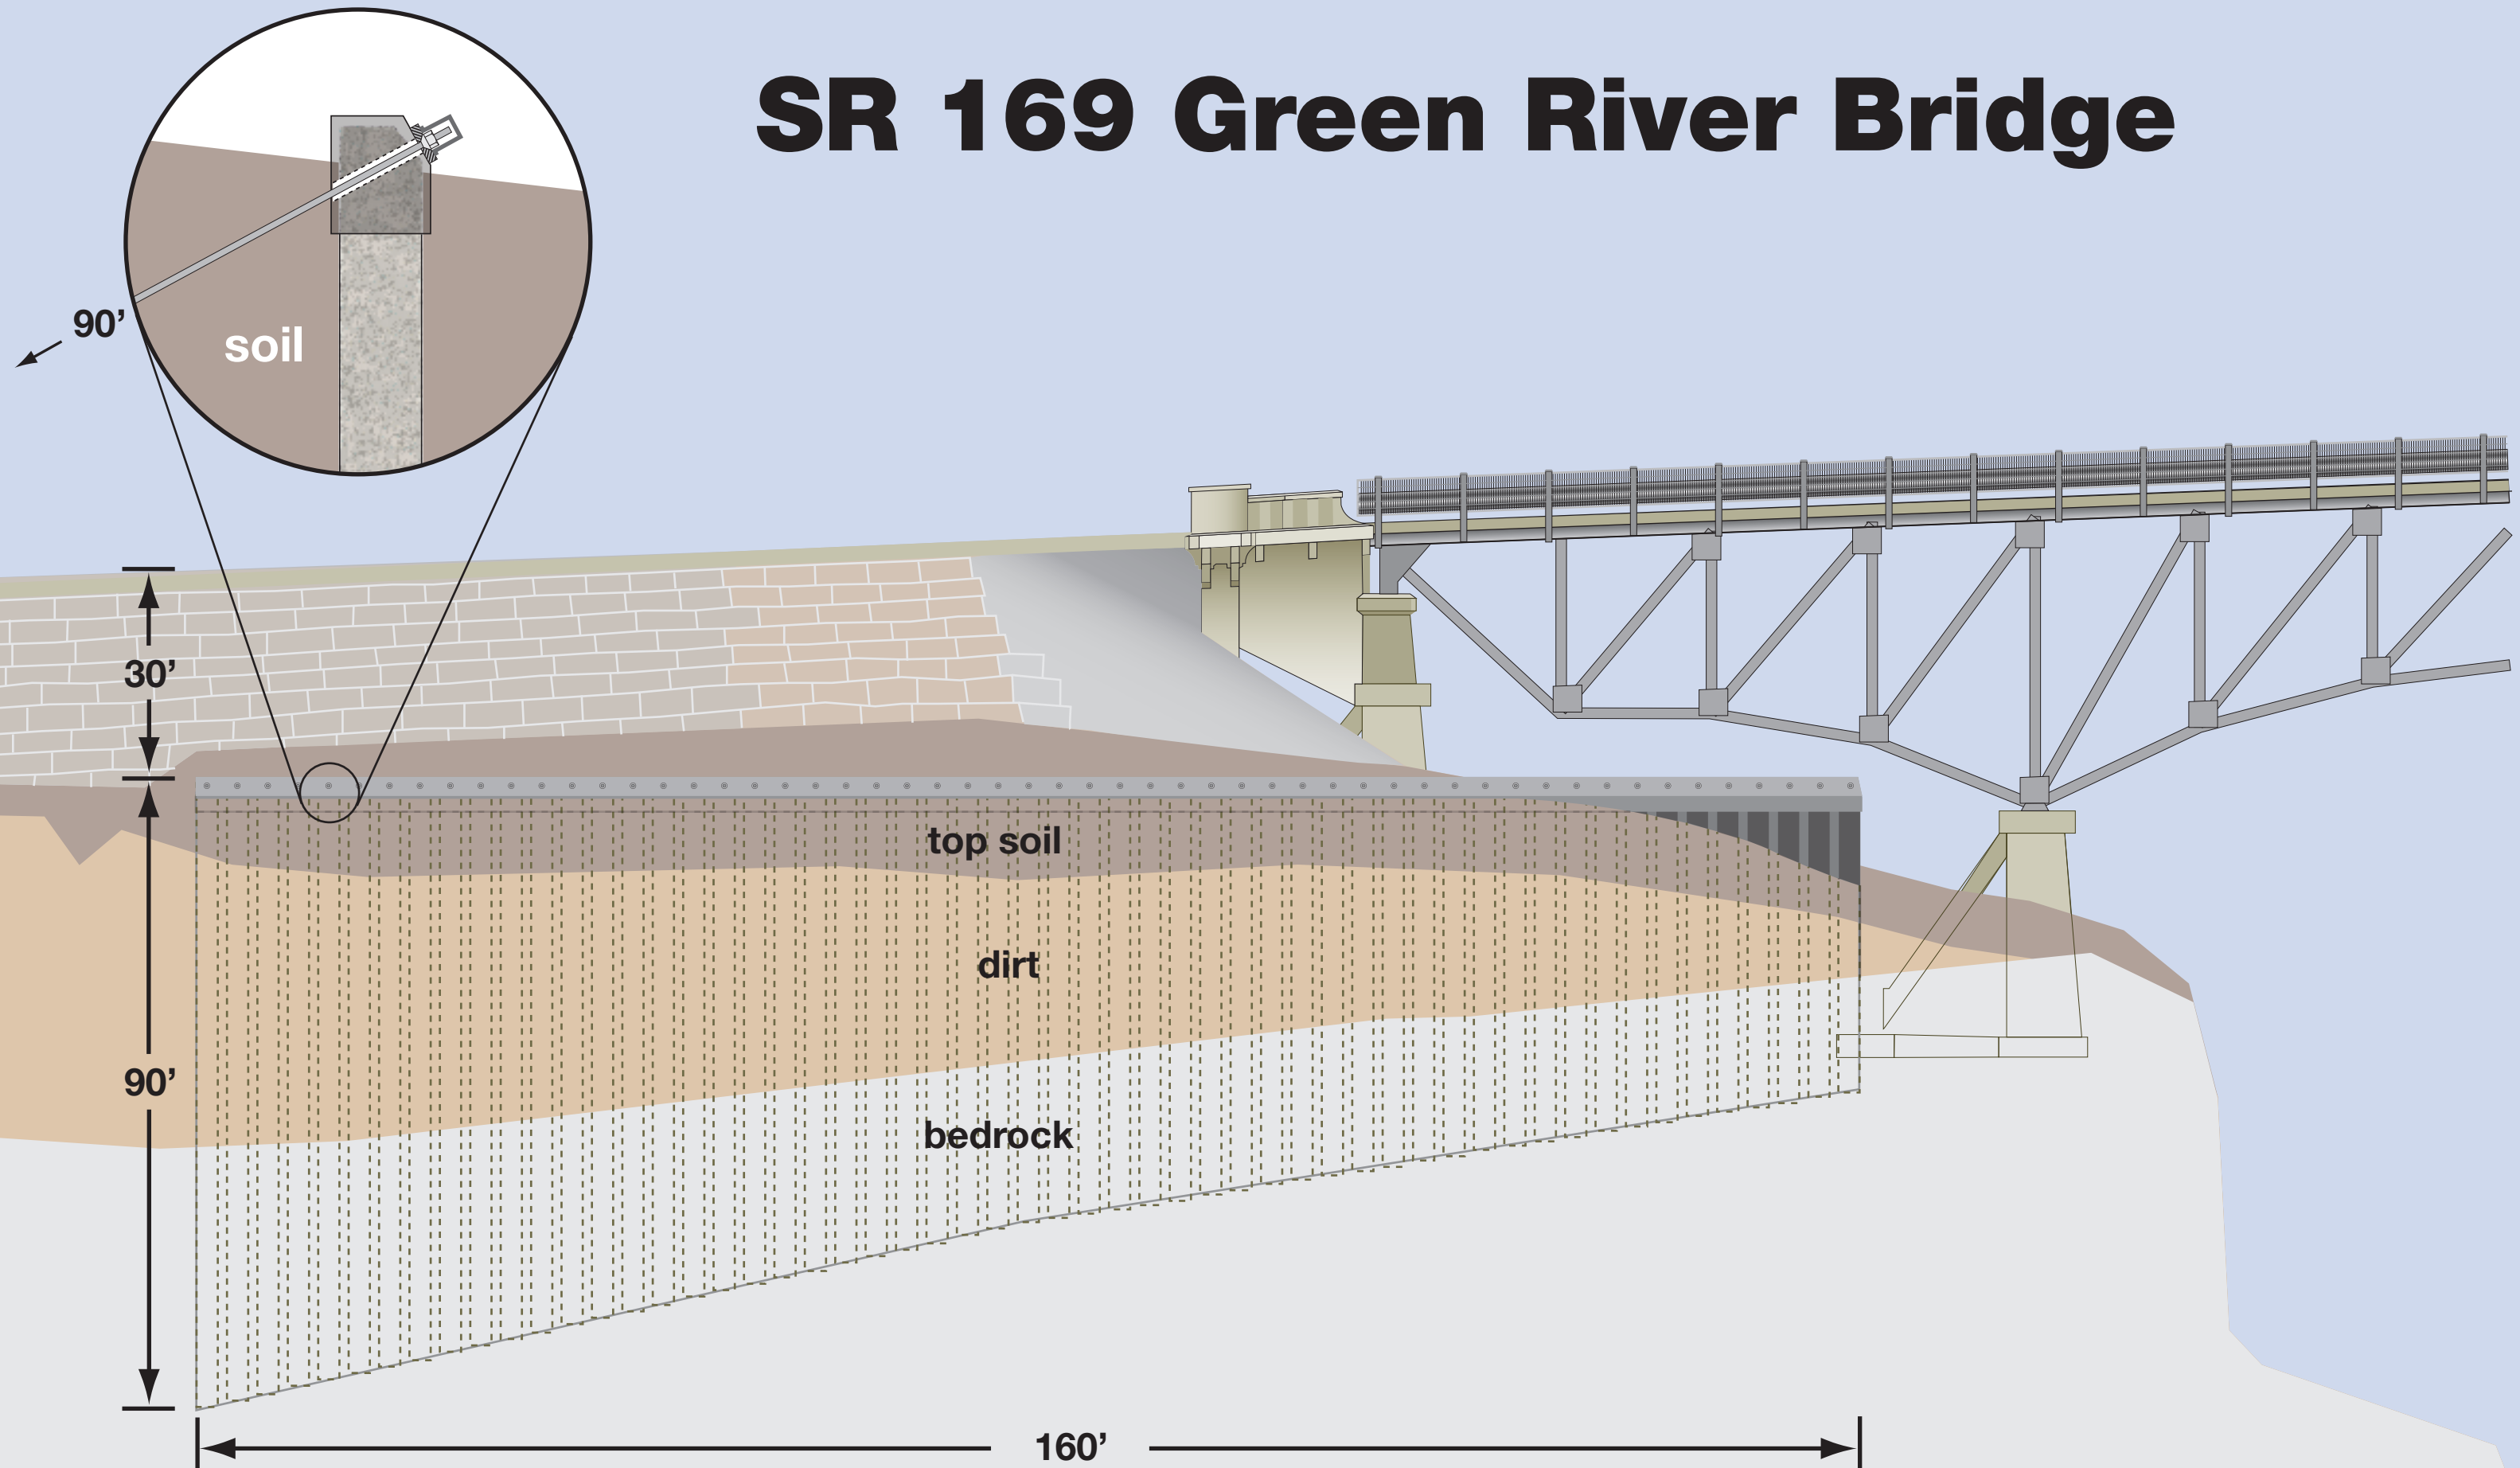 SR 169 Green River Bridge
90’
soil
30’
top soil
dirt
90’
bedrock
160’